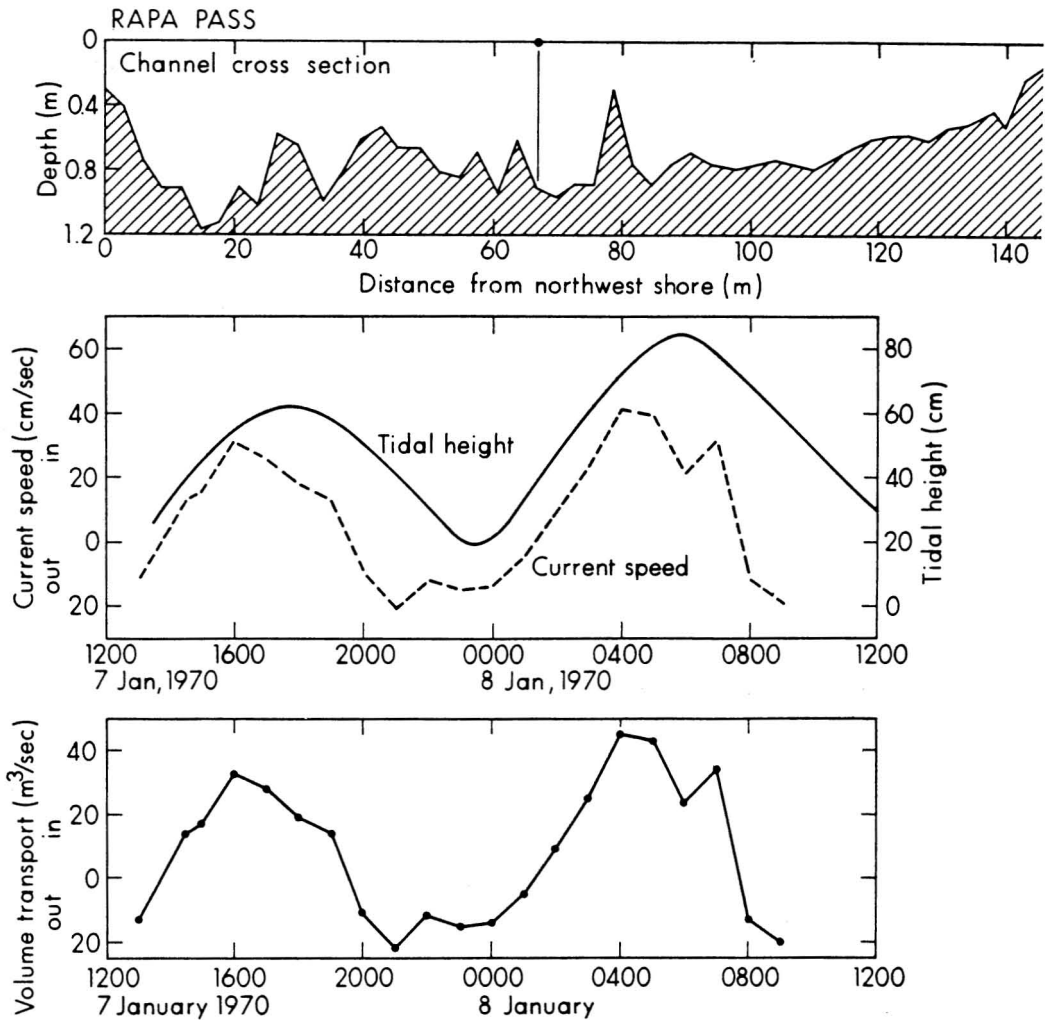 RAPA PASS
Channel cross section
Depth (m)
0
0.4
0.8
1.2
0 20 40 60 80 100 120 140
Distance from northwest shore (m)
Current speed (cm/sec)
out in
60
40
20
0
20
Tidal height
Current speed
80
60
40
20
0
Tidal height (cm)
1200 1600 2000 0000 0400 0800 1200
7 Jan, 1970 8 Jan, 1970
Volume transport (m³/sec)
out in
40
20
0
20
1200 1600 2000 0000 0400 0800 1200
7 January 1970 8 January